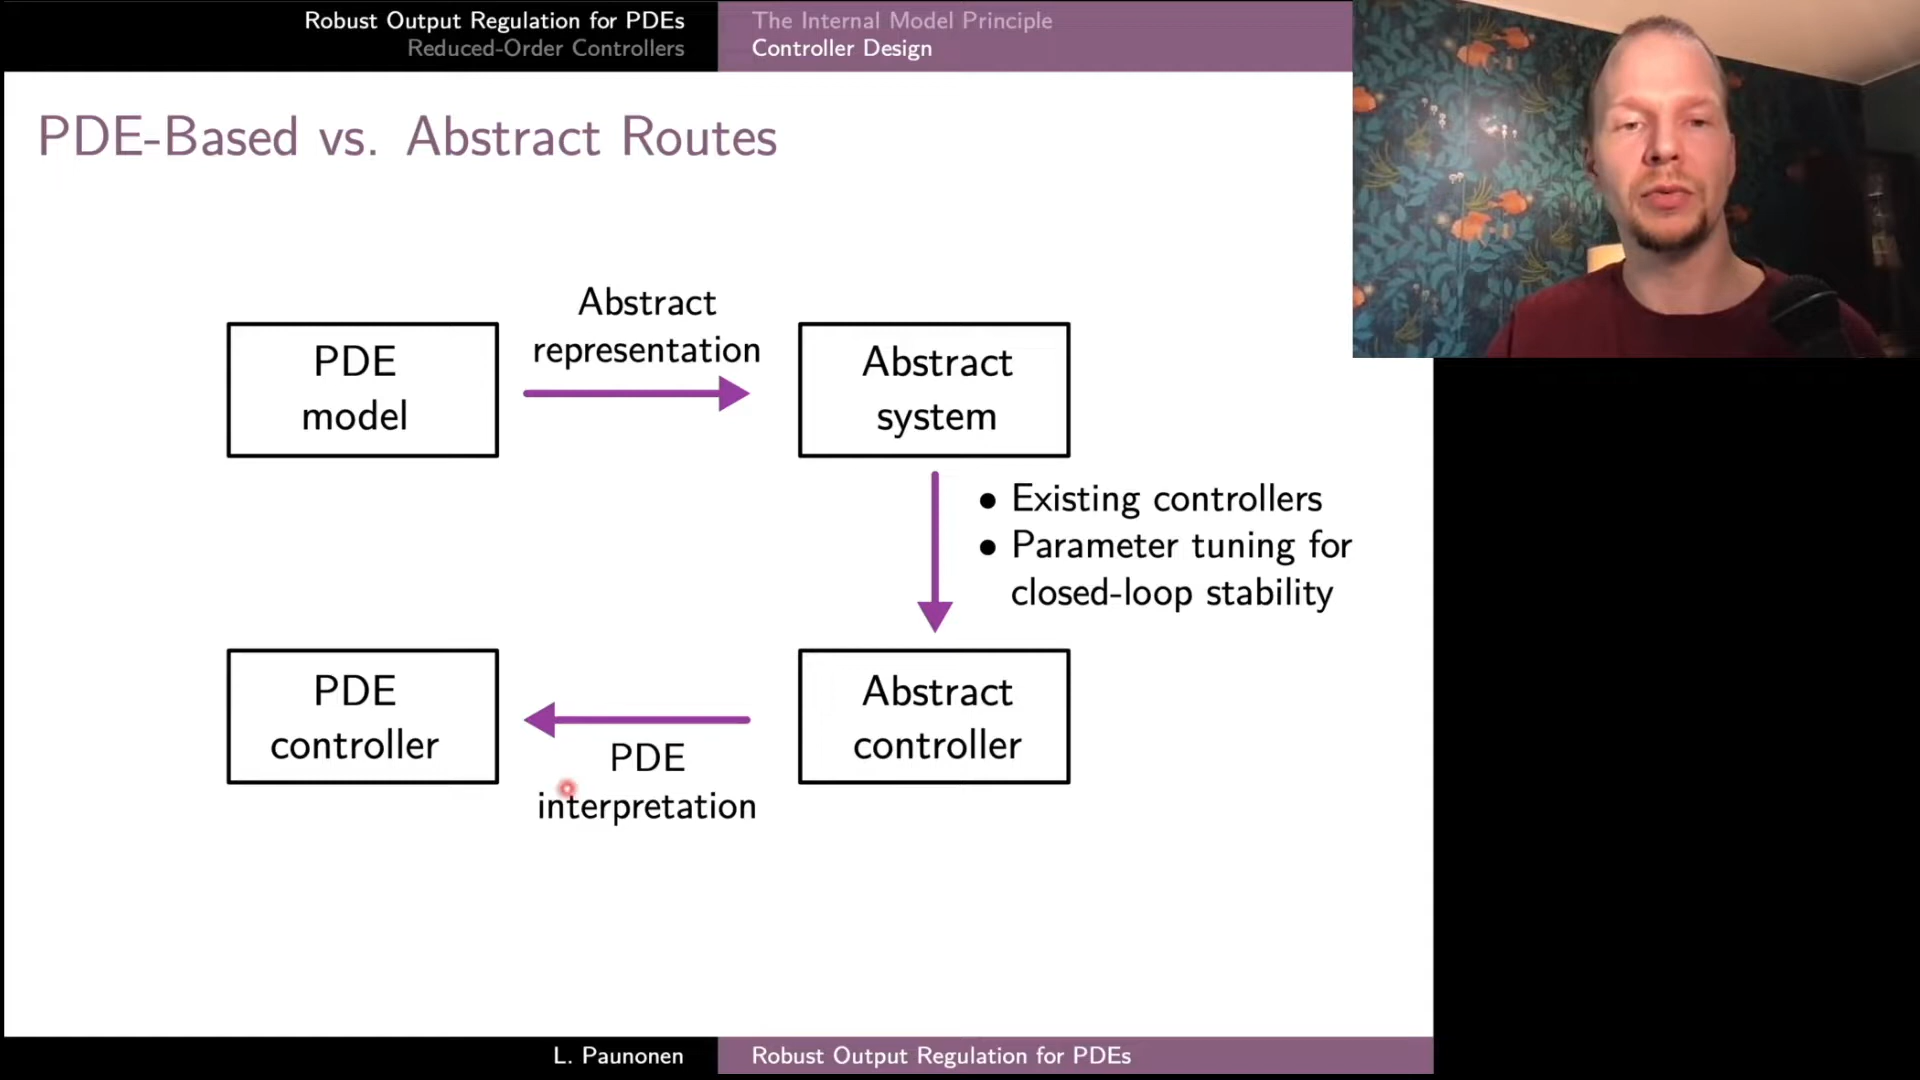 Robust Output Regulation for PDEs
Reduced-Order Controllers
The Internal Model Principle
Controller Design
PDE-Based vs. Abstract Routes
Abstract
representation
PDE
model
Abstract
system
• Existing controllers
• Parameter tuning for
closed-loop stability
PDE
controller
PDE
interpretation
Abstract
controller
L. Paunonen
Robust Output Regulation for PDEs